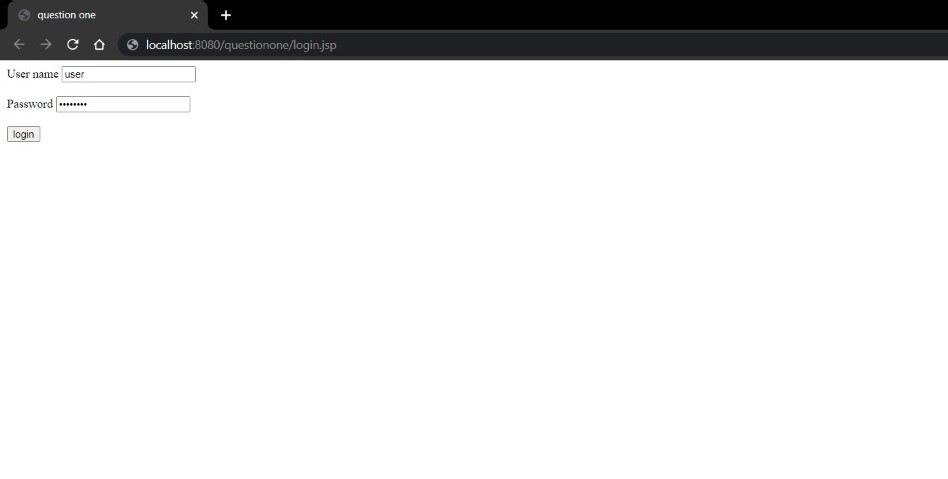 question one
localhost:8080/questionone/login.jsp
User name user
Password ••••••••
login